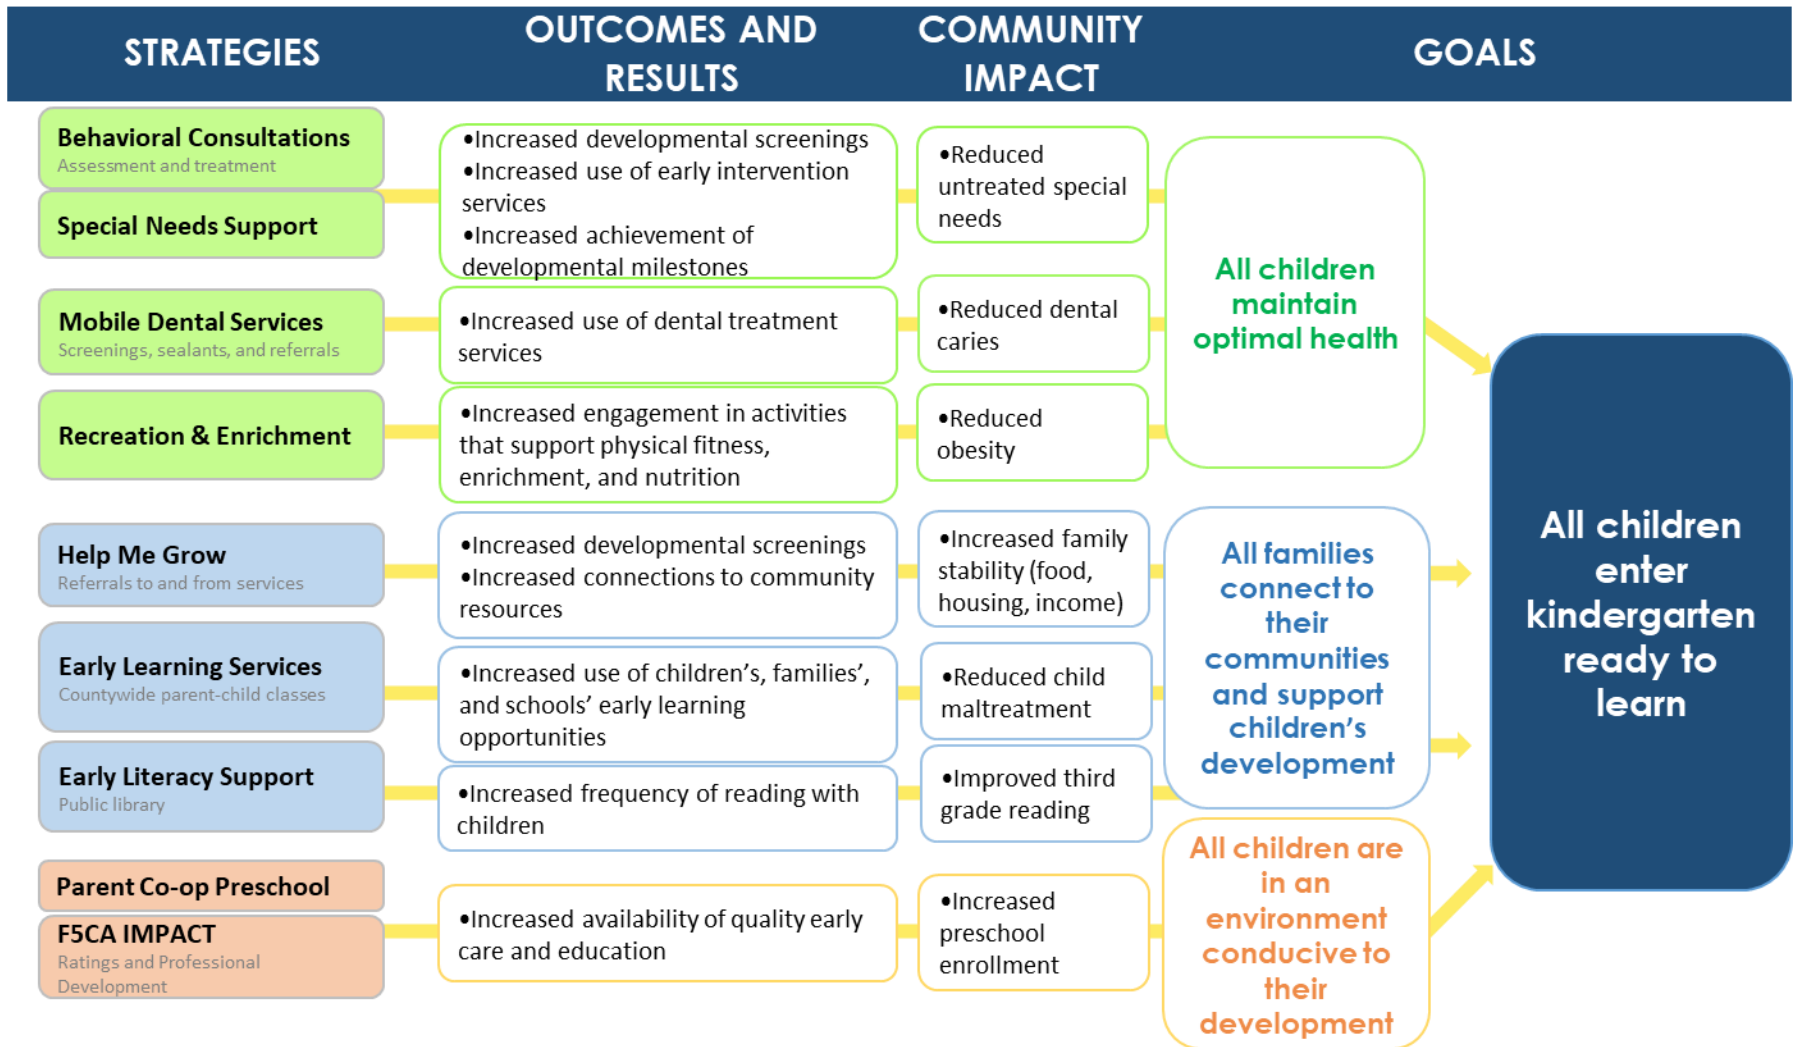 STRATEGIES
OUTCOMES AND
RESULTS
COMMUNITY
IMPACT
GOALS
Behavioral Consultations
Assessment and treatment
Special Needs Support
•Increased developmental screenings
•Increased use of early intervention
services
•Increased achievement of
developmental milestones
•Reduced
untreated special
needs
Mobile Dental Services
Screenings, sealants, and referrals
•Increased use of dental treatment
services
•Reduced dental
caries
Recreation & Enrichment
•Increased engagement in activities
that support physical fitness,
enrichment, and nutrition
•Reduced
obesity
All children
maintain
optimal health
Help Me Grow
Referrals to and from services
•Increased developmental screenings
•Increased connections to community
resources
•Increased family
stability (food,
housing, income)
Early Learning Services
Countywide parent-child classes
•Increased use of children’s, families’,
and schools’ early learning
opportunities
•Reduced child
maltreatment
Early Literacy Support
Public library
•Increased frequency of reading with
children
•Improved third
grade reading
All families
connect to
their
communities
and support
children’s
development
Parent Co-op Preschool
F5CA IMPACT
Ratings and Professional
Development
•Increased availability of quality early
care and education
•Increased
preschool
enrollment
All children are
in an
environment
conducive to
their
development
All children
enter
kindergarten
ready to
learn